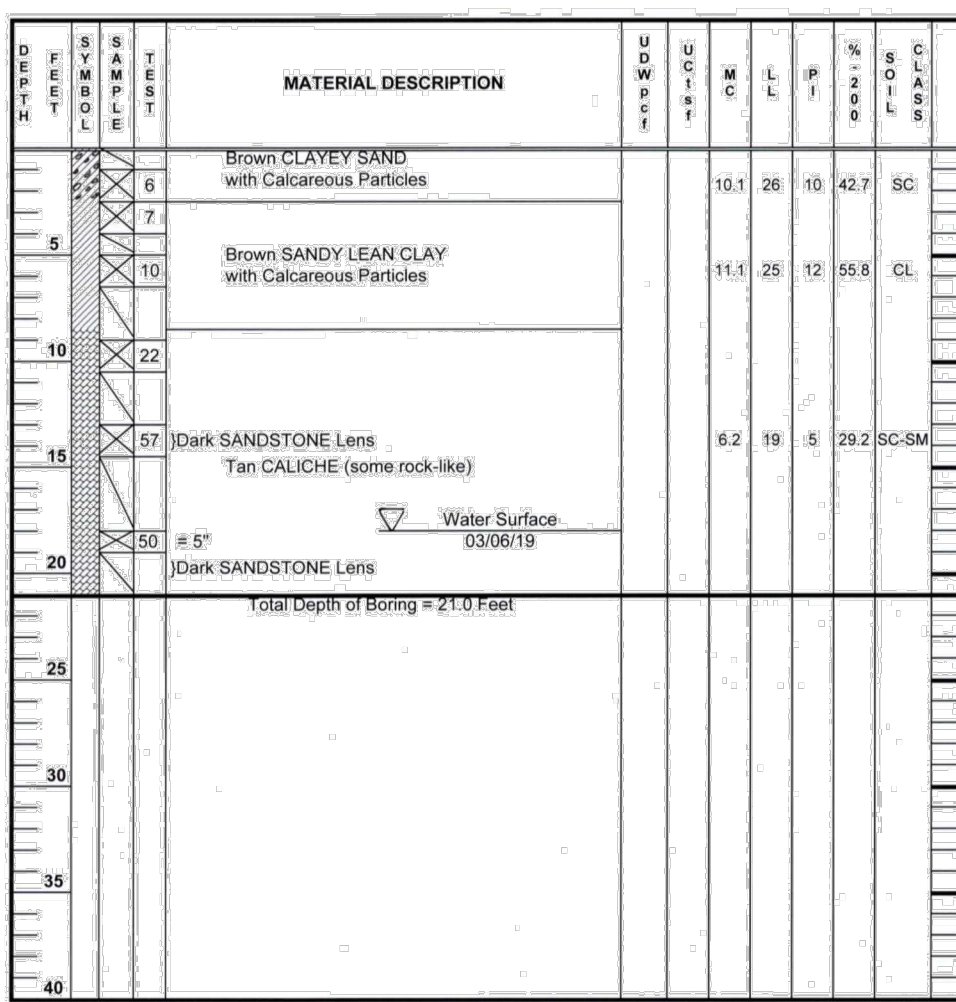 DEPTH FEET SYMBOL SAMPLE TEST MATERIAL DESCRIPTION UDWpcf UCtsf MC LL PI %-200 SOIL CLASS
Brown CLAYEY SAND
6 with Calcareous Particles 10.1 26 10 42.7 SC
7
5 Brown SANDY LEAN CLAY
10 with Calcareous Particles 11.1 25 12 55.8 CL
10 22
57 }Dark SANDSTONE Lens 6.2 19 5 29.2 SC-SM
15 Tan CALICHE (some rock-like)
Water Surface
50 = 5" 03/06/19
20 }Dark SANDSTONE Lens
Total Depth of Boring = 21.0 Feet
25
30
35
40